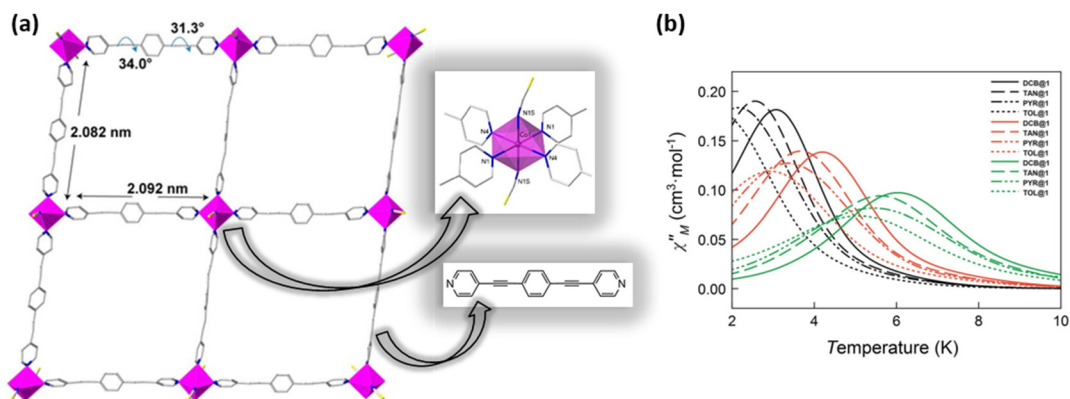 (a)
31.3°
34.0°
2.082 nm
2.092 nm
N1S
N4
Co1
N1
N1
N4
N1S
N
N
(b)
DCB@1
TAN@1
PYR@1
TOL@1
DCB@1
TAN@1
PYR@1
TOL@1
DCB@1
TAN@1
PYR@1
TOL@1
χ″M (cm³·mol⁻¹)
0.20
0.15
0.10
0.05
0.00
2 4 6 8 10
Temperature (K)